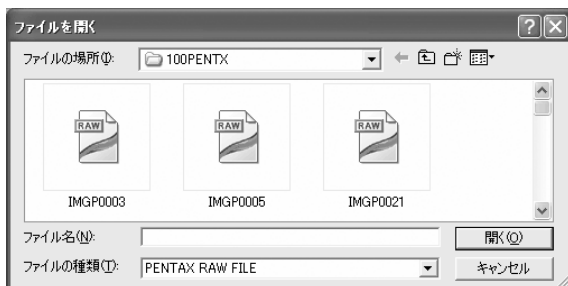 ファイルを開く
ファイルの場所(I): 100PENTX
RAW RAW RAW
IMGP0003 IMGP0005 IMGP0021
ファイル名(N): 開く(O)
ファイルの種類(T): PENTAX RAW FILE キャンセル